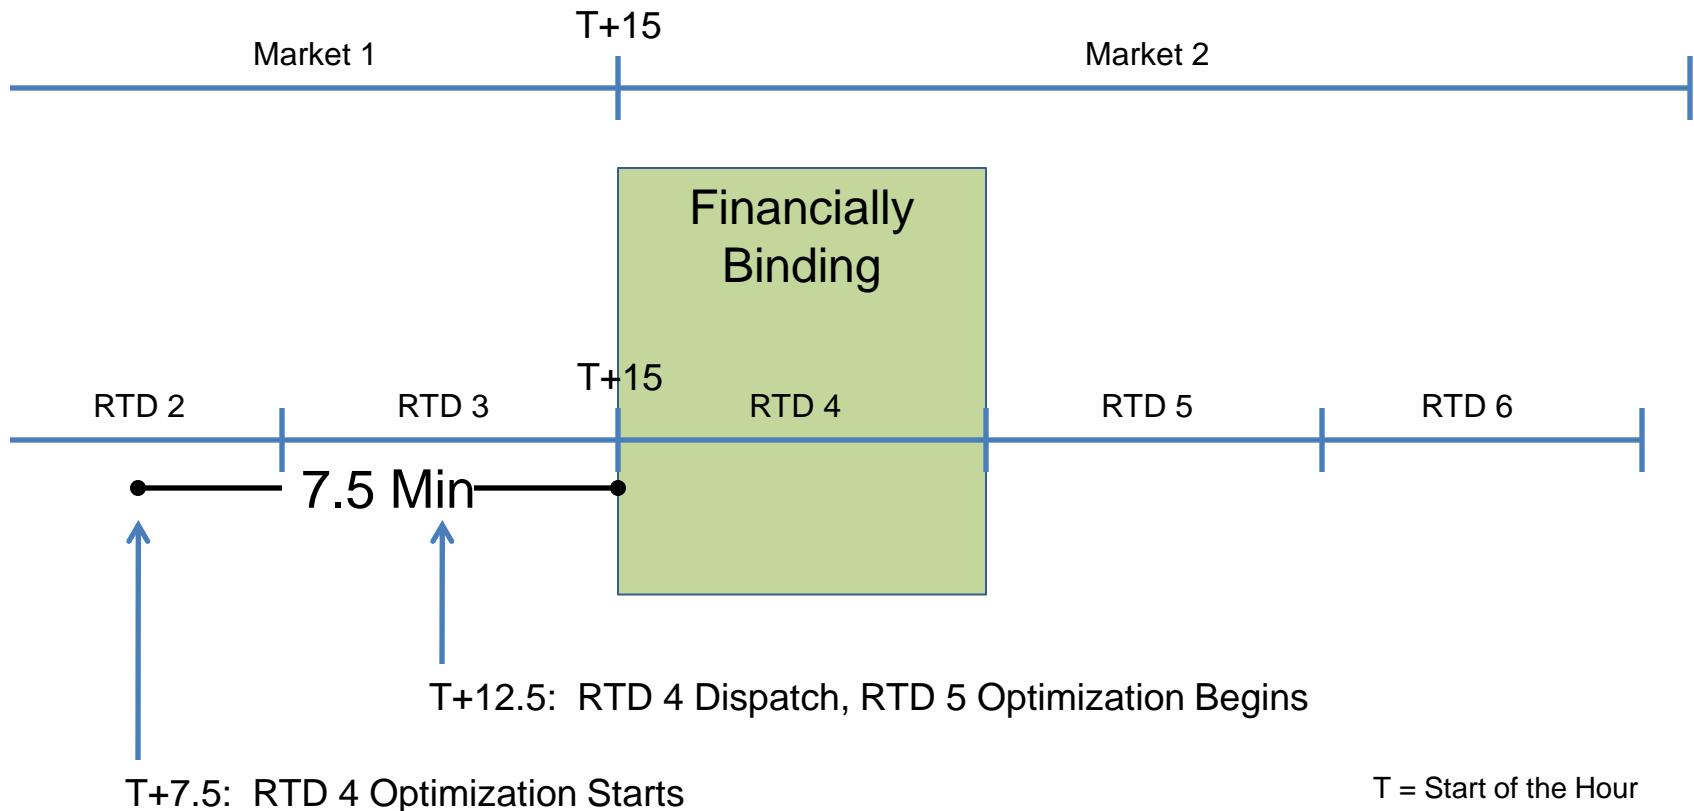 T+15
Market 1
Market 2
Financially
Binding
T+15
RTD 2
RTD 3
RTD 4
RTD 5
RTD 6
7.5 Min
T+12.5: RTD 4 Dispatch, RTD 5 Optimization Begins
T+7.5: RTD 4 Optimization Starts
T = Start of the Hour